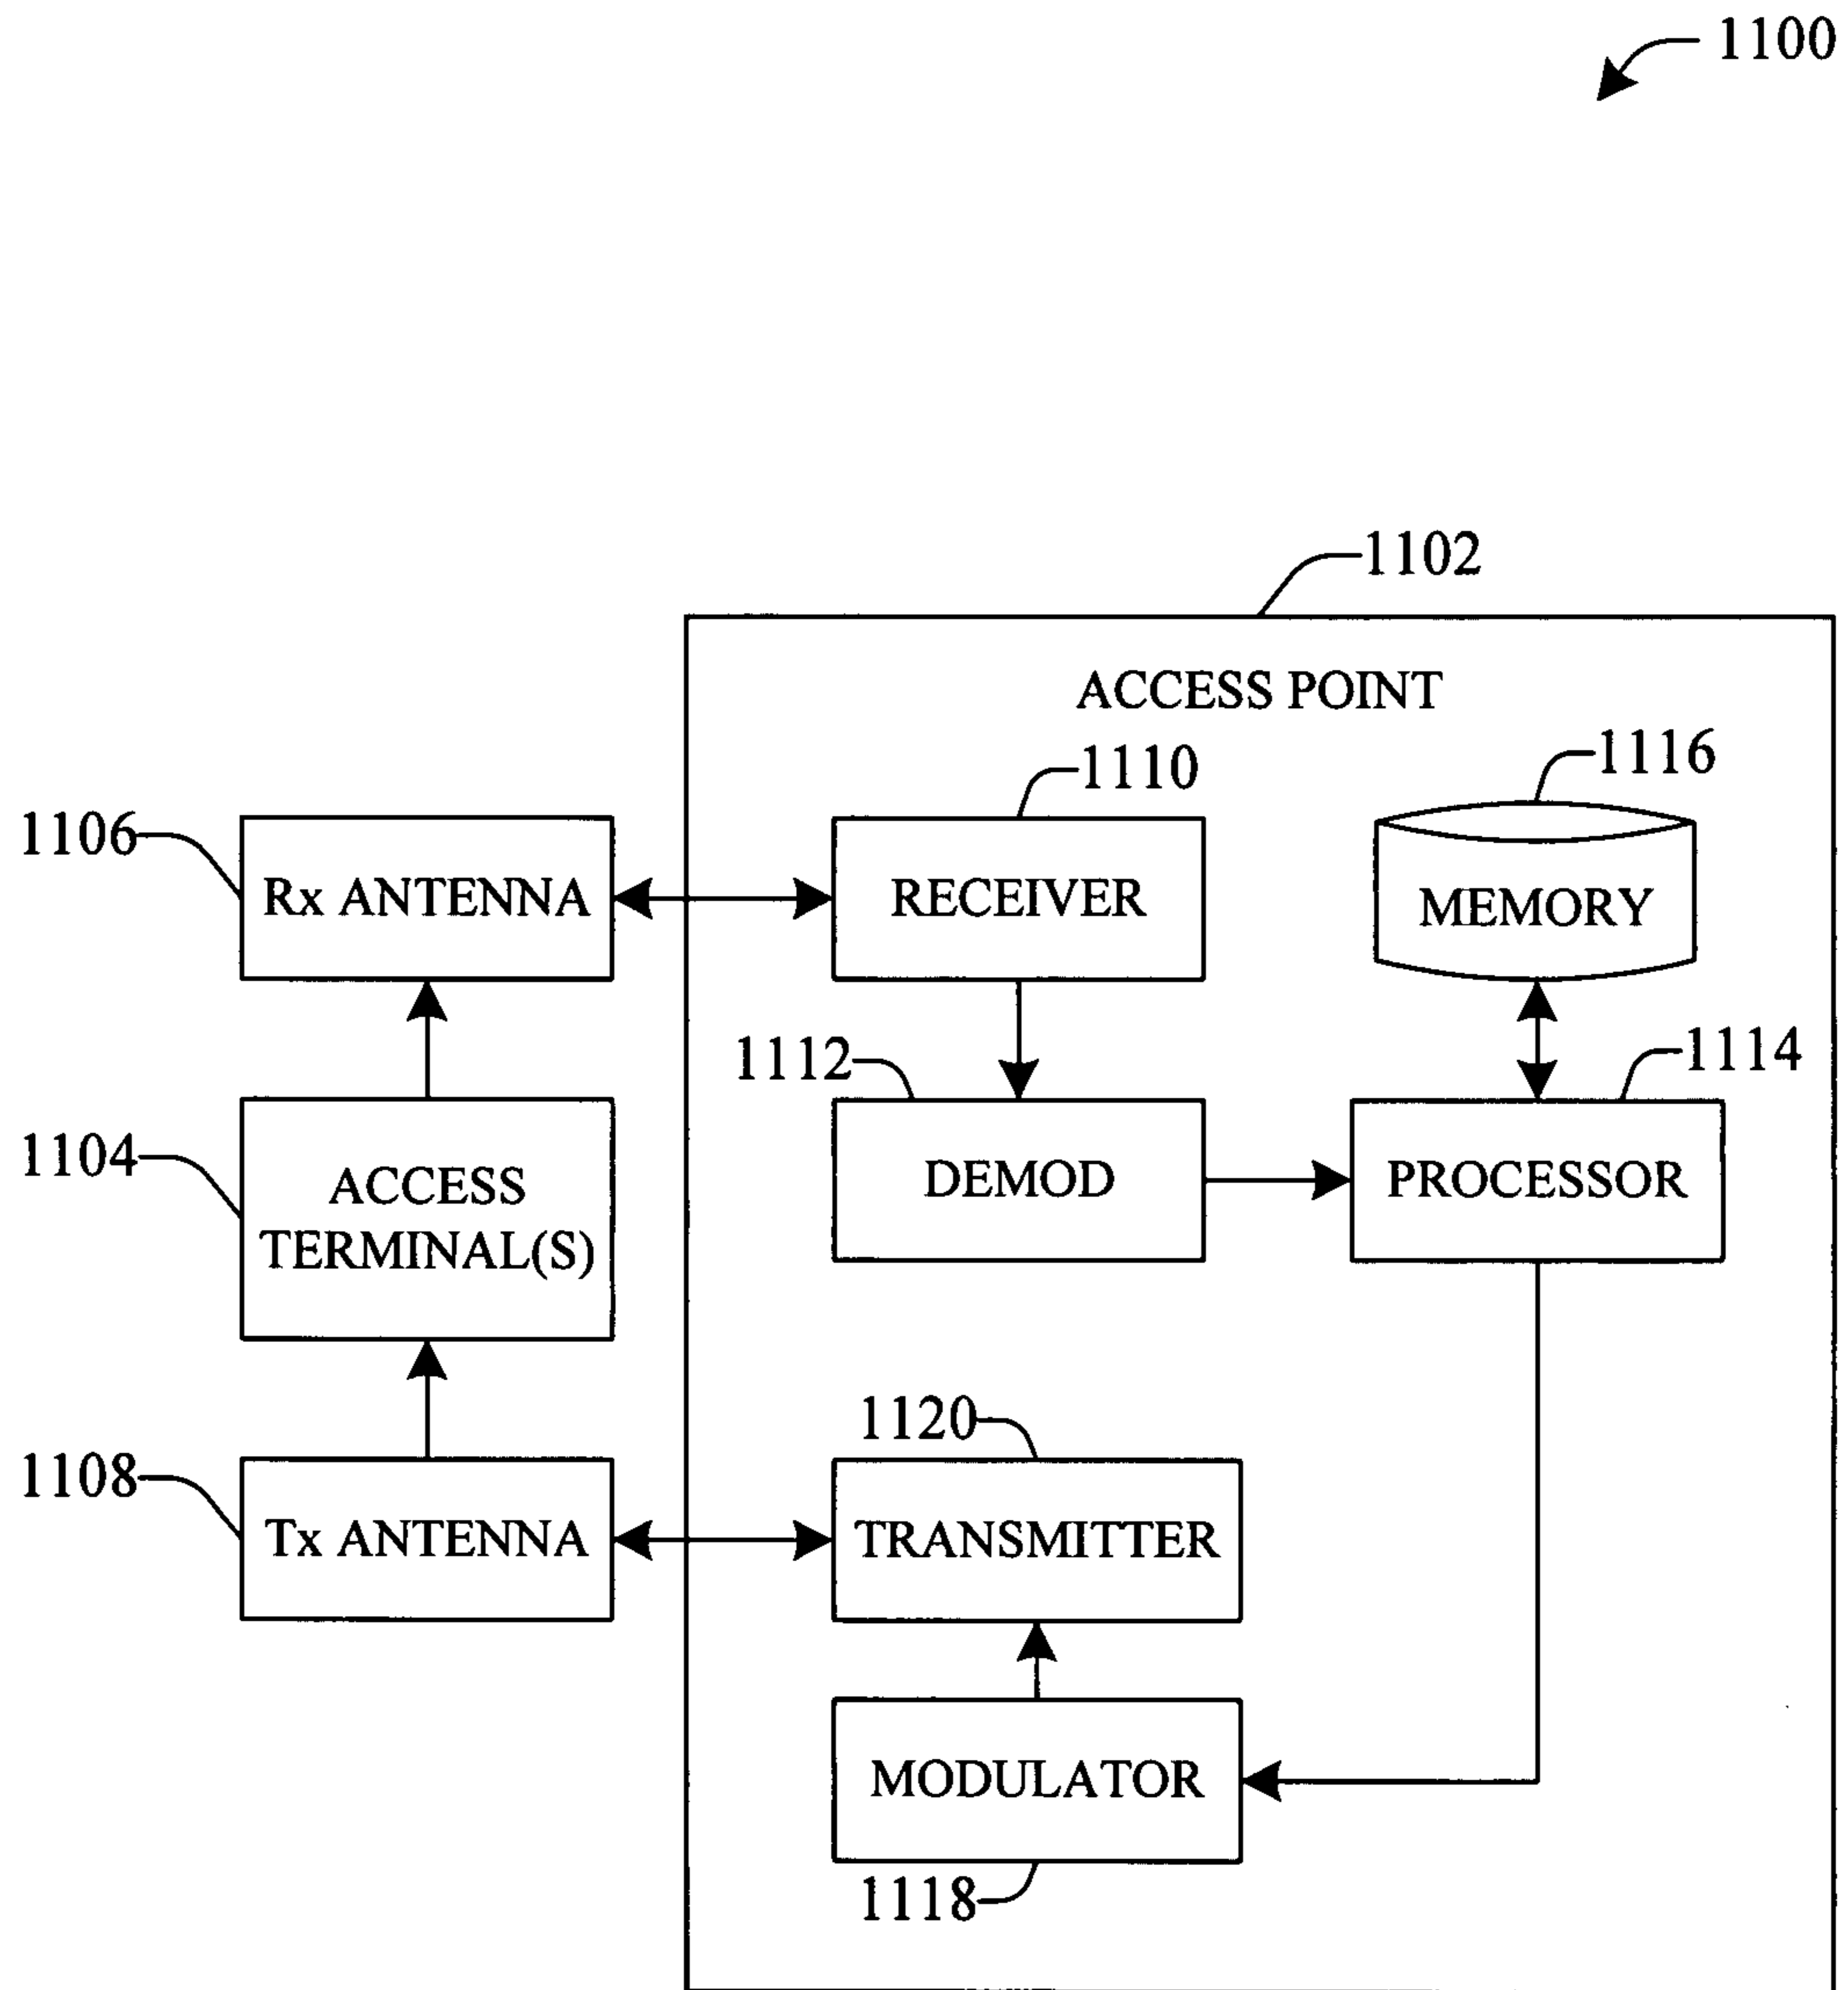 1100
1102
ACCESS POINT
1110
1116
1106
Rx ANTENNA
RECEIVER
MEMORY
1112
1114
1104
ACCESS
TERMINAL(S)
DEMOD
PROCESSOR
1120
1108
Tx ANTENNA
TRANSMITTER
MODULATOR
1118